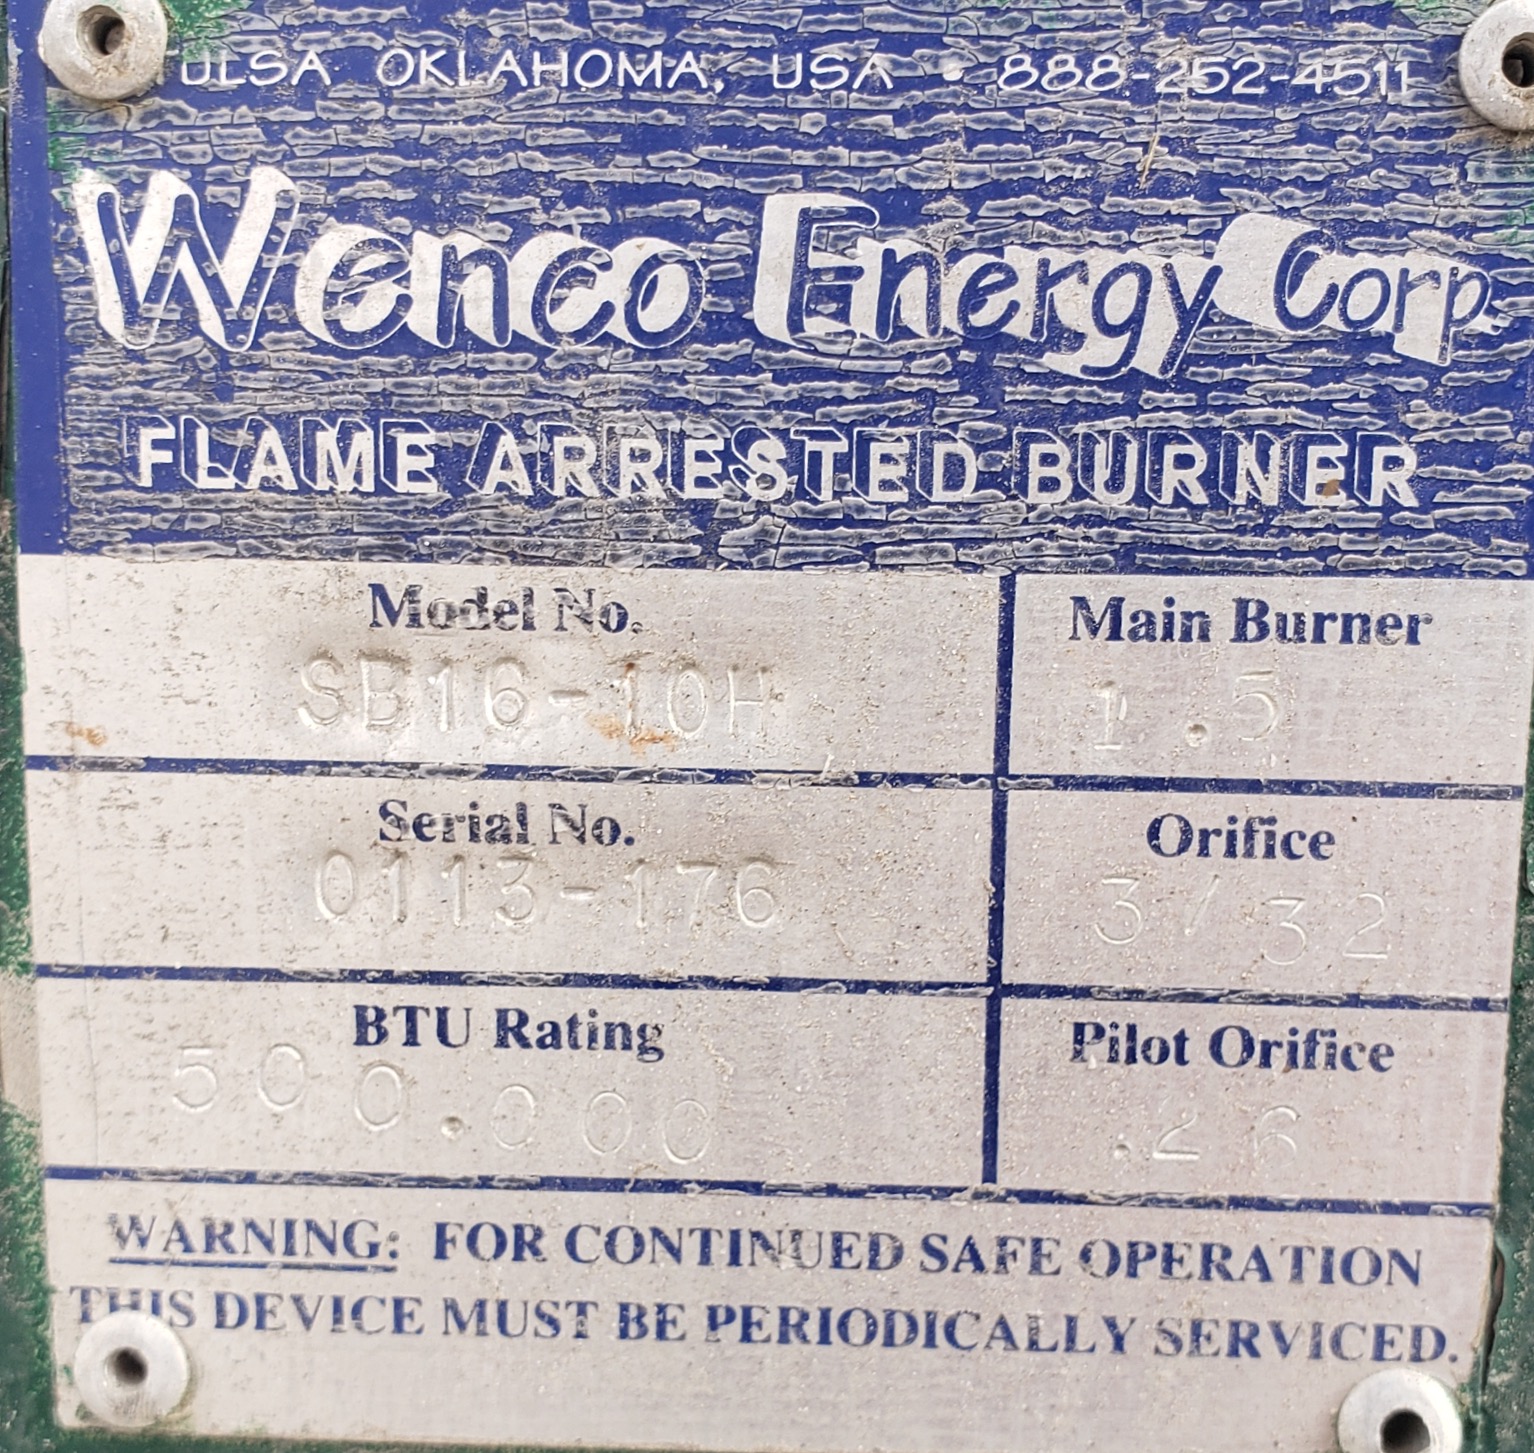 ULSA OKLAHOMA, USA • 888-252-4511
Wenco Energy Corp.
FLAME ARRESTED BURNER
Model No.
SB16-10H
Main Burner
1.5
Serial No.
0113-176
Orifice
3/32
BTU Rating
500.000
Pilot Orifice
.26
WARNING: FOR CONTINUED SAFE OPERATION
THIS DEVICE MUST BE PERIODICALLY SERVICED.